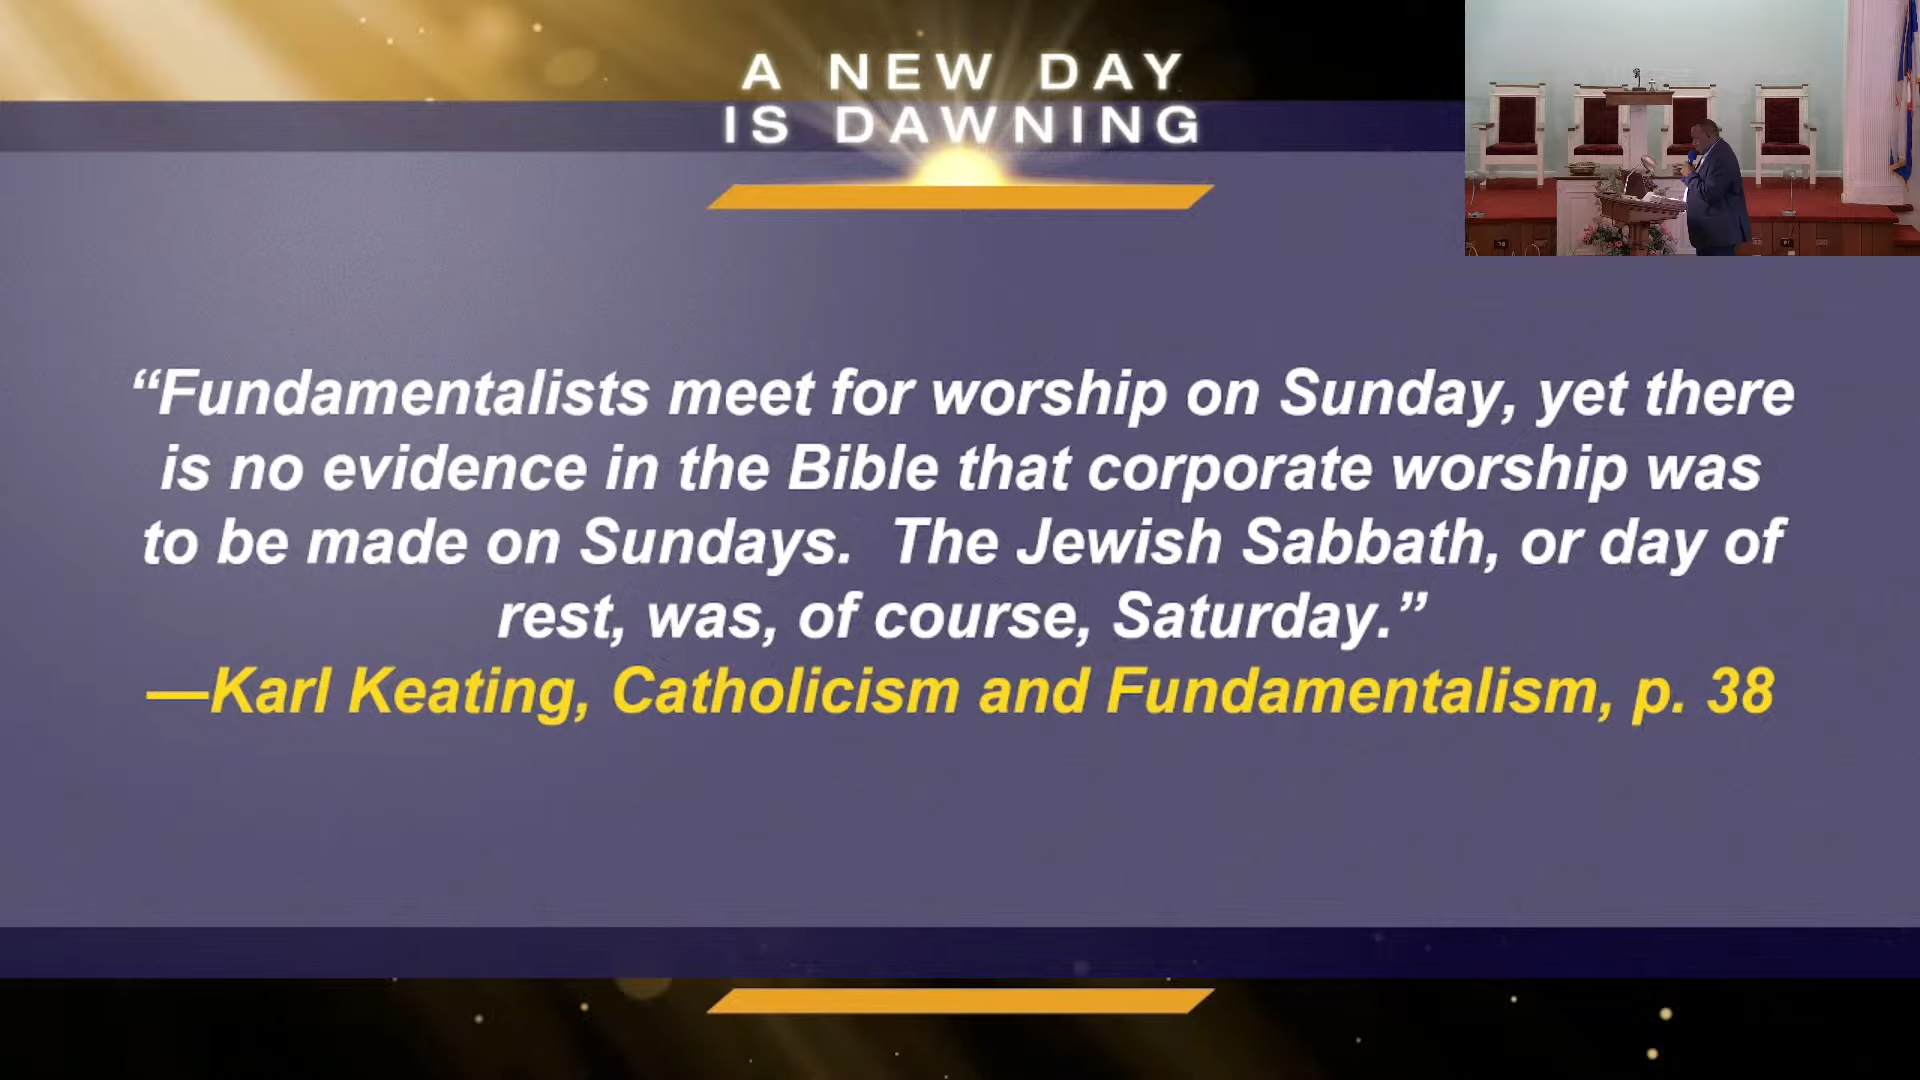 A NEW DAY
IS DAWNING
“Fundamentalists meet for worship on Sunday, yet there
is no evidence in the Bible that corporate worship was
to be made on Sundays.  The Jewish Sabbath, or day of
rest, was, of course, Saturday.”
—Karl Keating, Catholicism and Fundamentalism, p. 38